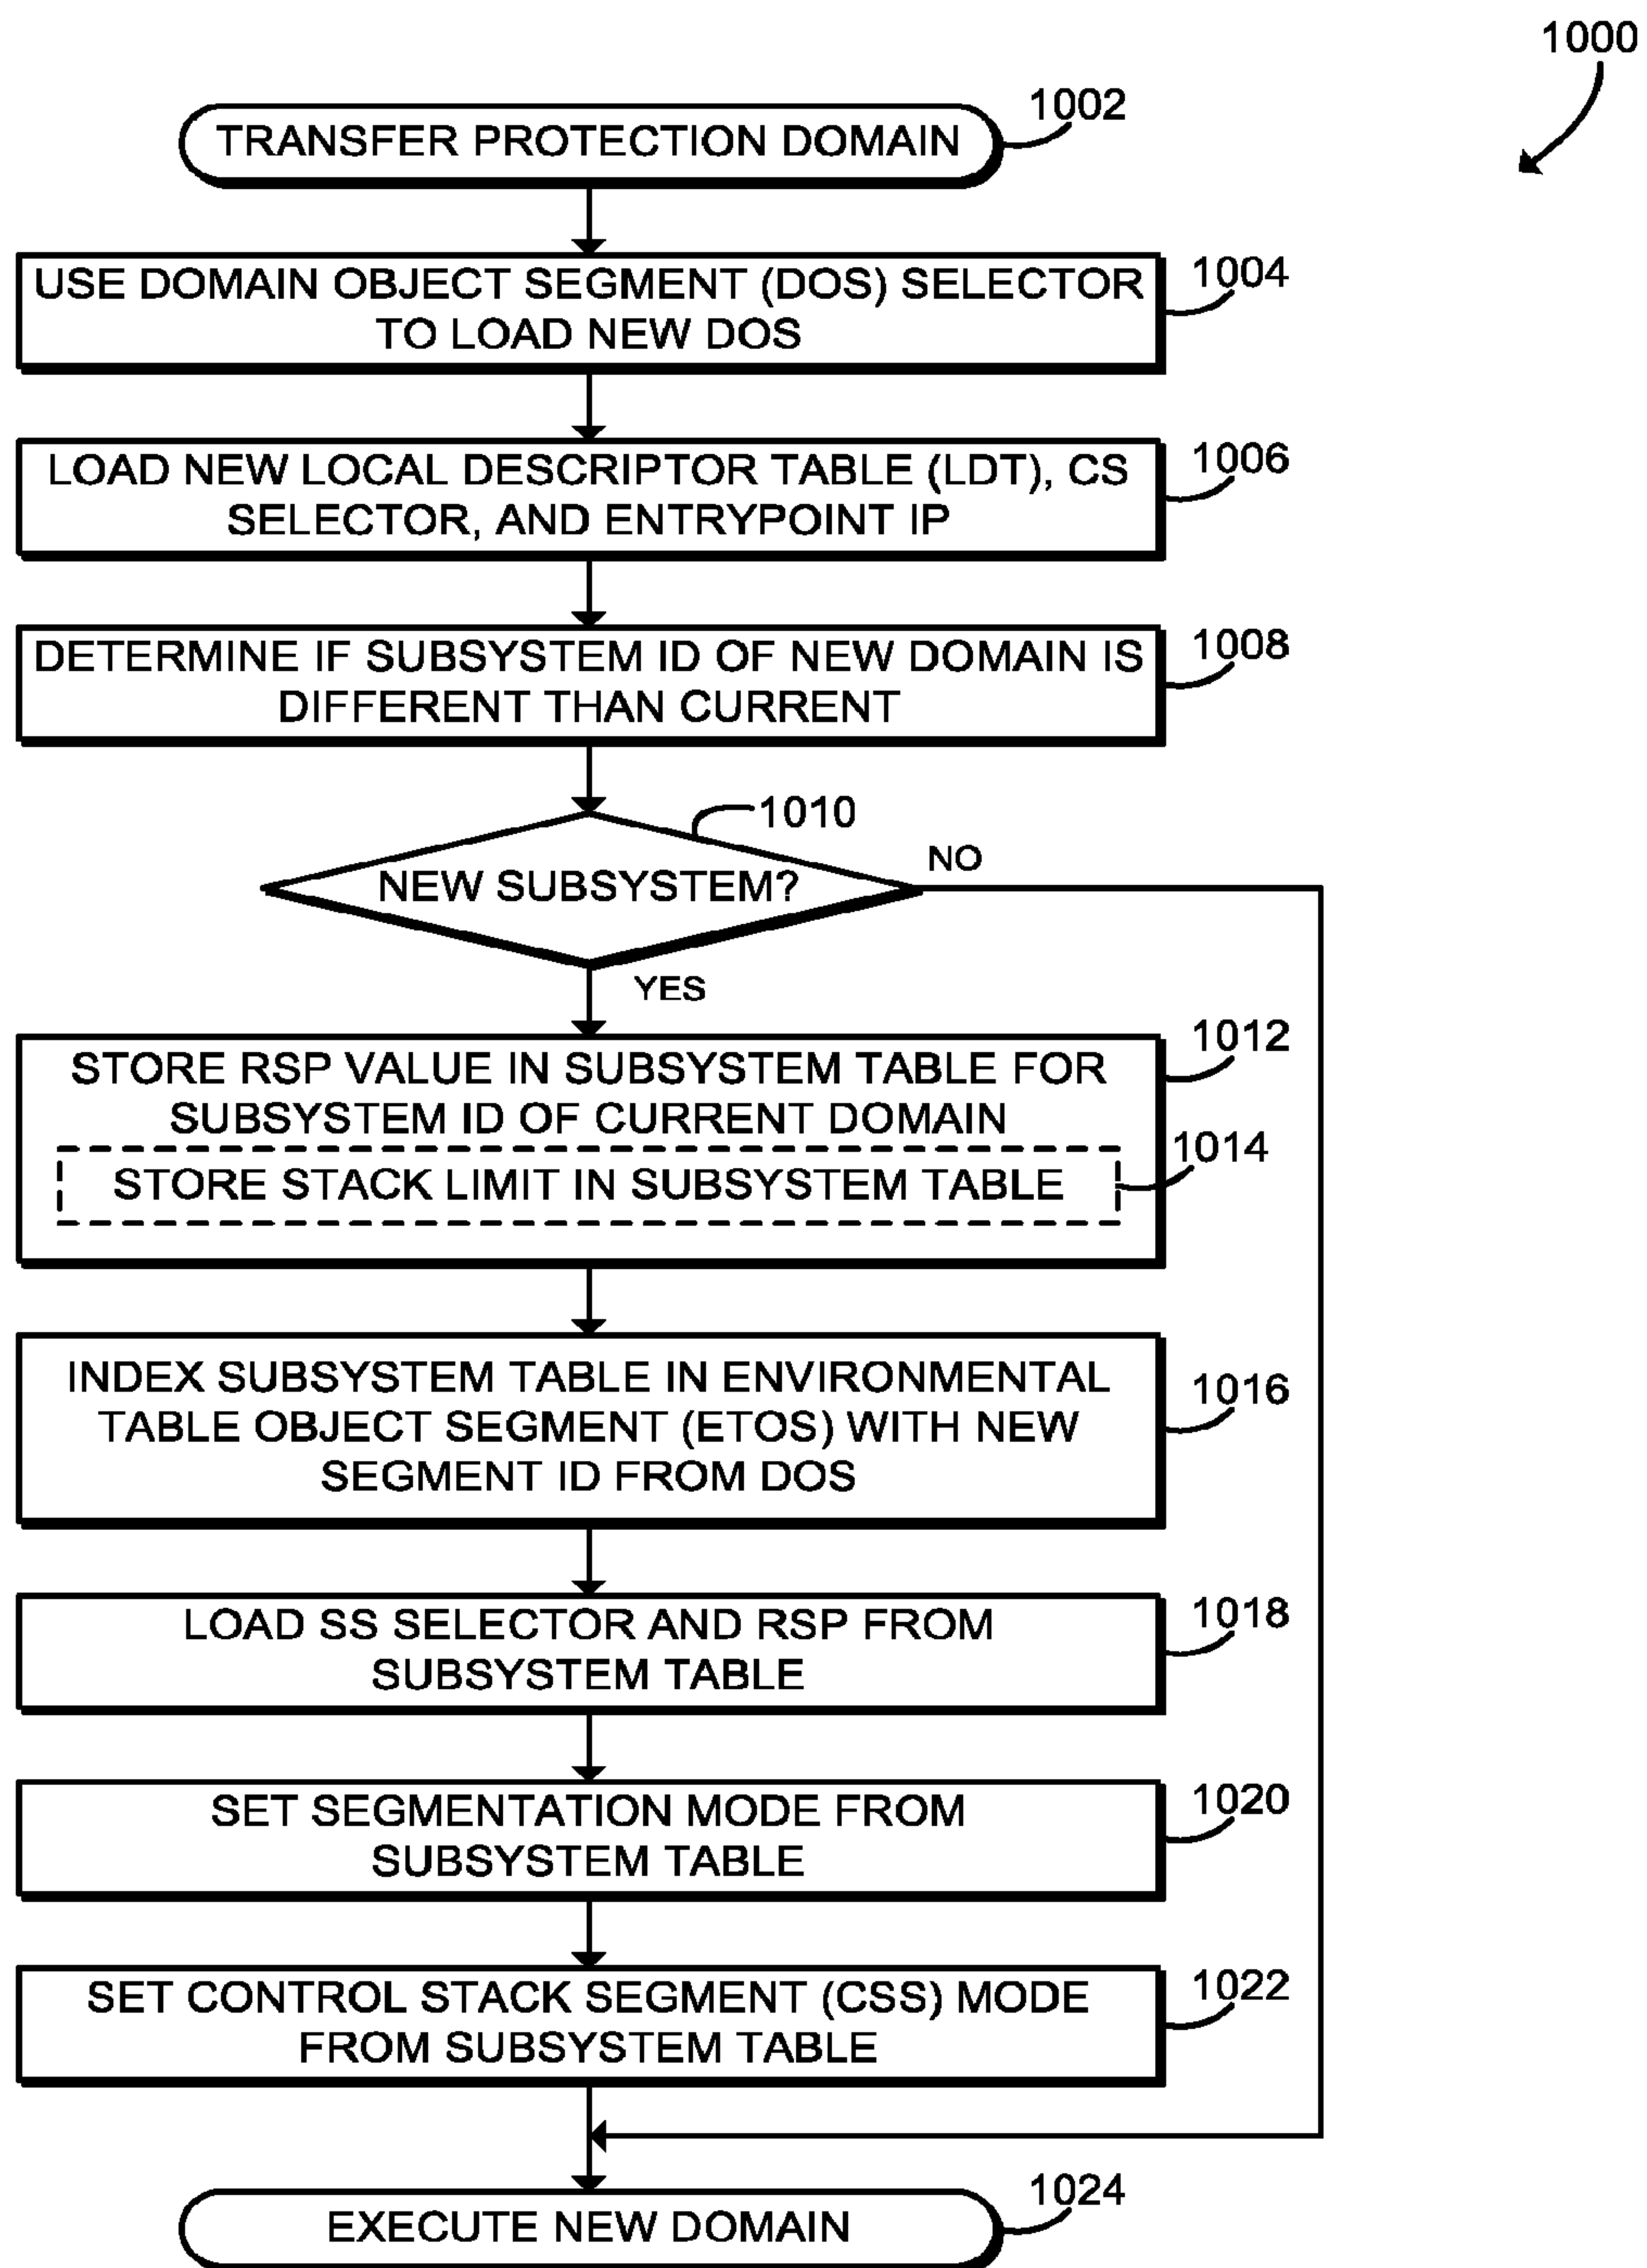 1000
TRANSFER PROTECTION DOMAIN
1002
USE DOMAIN OBJECT SEGMENT (DOS) SELECTOR
TO LOAD NEW DOS
1004
LOAD NEW LOCAL DESCRIPTOR TABLE (LDT), CS
SELECTOR, AND ENTRYPOINT IP
1006
DETERMINE IF SUBSYSTEM ID OF NEW DOMAIN IS
DIFFERENT THAN CURRENT
1008
1010
NEW SUBSYSTEM?
NO
YES
STORE RSP VALUE IN SUBSYSTEM TABLE FOR
SUBSYSTEM ID OF CURRENT DOMAIN
1012
STORE STACK LIMIT IN SUBSYSTEM TABLE
1014
INDEX SUBSYSTEM TABLE IN ENVIRONMENTAL
TABLE OBJECT SEGMENT (ETOS) WITH NEW
SEGMENT ID FROM DOS
1016
LOAD SS SELECTOR AND RSP FROM
SUBSYSTEM TABLE
1018
SET SEGMENTATION MODE FROM
SUBSYSTEM TABLE
1020
SET CONTROL STACK SEGMENT (CSS) MODE
FROM SUBSYSTEM TABLE
1022
EXECUTE NEW DOMAIN
1024